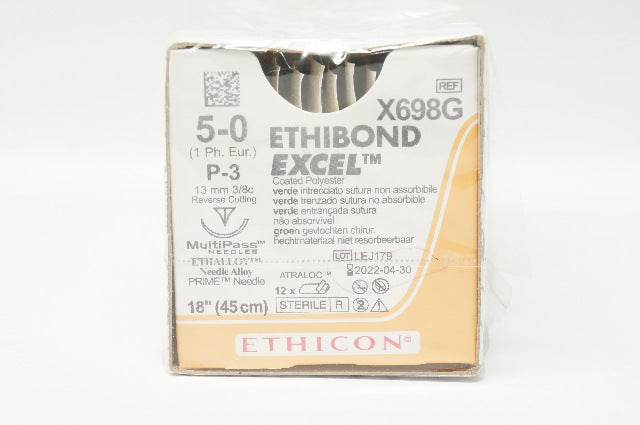 REF
X698G
5-0
(1 Ph. Eur.)
P-3
13 mm 3/8c
Reverse Cutting
MultiPass™
NEEDLES
ETHALLOY™
Needle Alloy
PRIME™ Needle
18" (45 cm)
ETHIBOND
EXCEL™
Coated Polyester
verde intrecciato sutura non assorbibile
verde trenzado sutura no absorbible
verde entrançada sutura
não absorvível
groen gevlochten chirur.
hechtmateriaal niet resorbeerbaar
LOT LEJ179
2022-04-30
ATRALOC™
12 x
STERILE R
2
ETHICON®